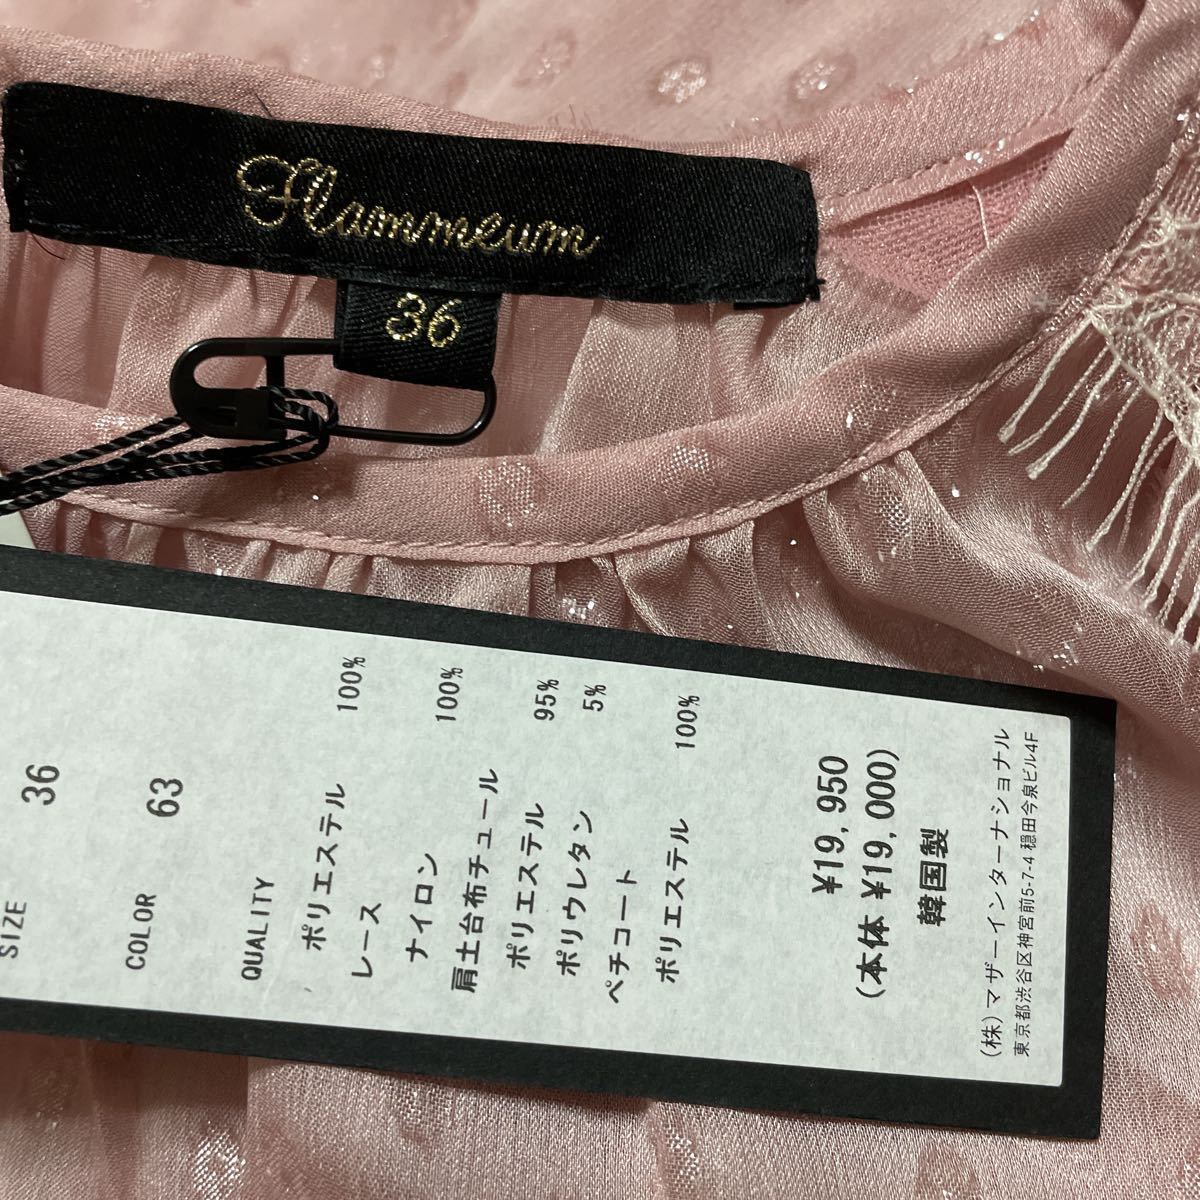 Flammeum
36
SIZE 36
COLOR 63
QUALITY
ポリエステル 100%
レース
ナイロン 100%
肩土台布チュール
ポリエステル 95%
ポリウレタン 5%
ペチコート
ポリエステル 100%
¥19,950
(本体 ¥19,000)
韓国製
(株)マザーインターナショナル
東京都渋谷区神宮前5-7-4 穏田今泉ビル4F